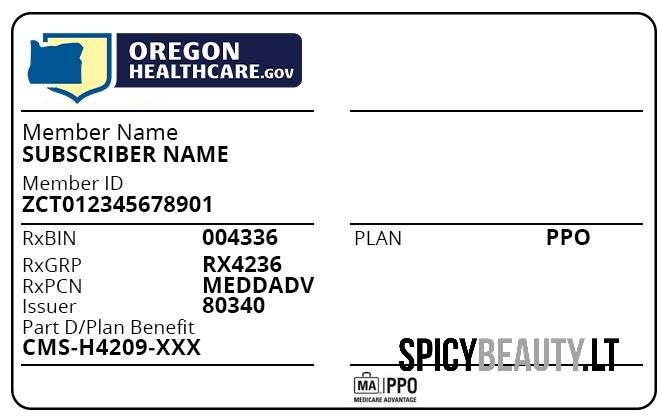 OREGON
HEALTHCARE.GOV
Member Name
SUBSCRIBER NAME
Member ID
ZCT012345678901
RxBIN 004336
RxGRP RX4236
RxPCN MEDDADV
Issuer 80340
Part D/Plan Benefit
CMS-H4209-XXX
PLAN PPO
SPICYBEAUTY.LT
MA PPO
MEDICARE ADVANTAGE